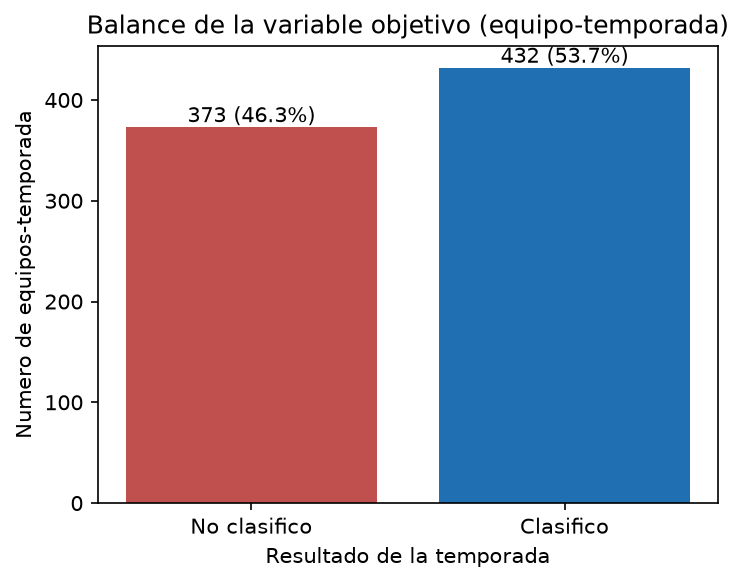 Balance de la variable objetivo (equipo-temporada)
432 (53.7%)
373 (46.3%)
400
300
200
100
0
Numero de equipos-temporada
No clasifico
Clasifico
Resultado de la temporada